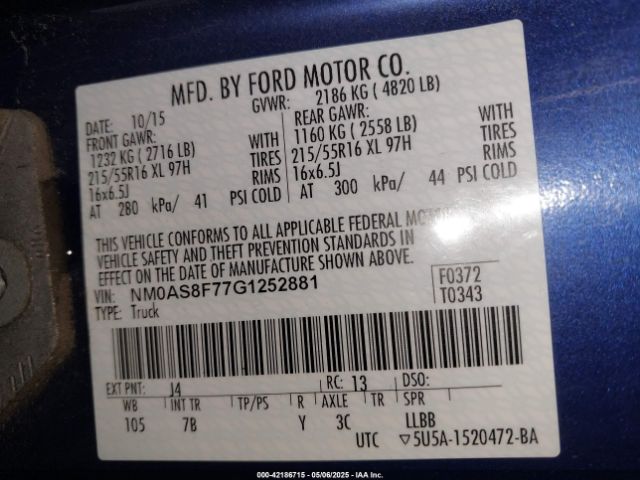 MFD. BY FORD MOTOR CO.
GVWR: 2186 KG ( 4820 LB)
DATE: 10/15
FRONT GAWR: WITH
1232 KG ( 2716 LB) TIRES
215/55R16 XL 97H RIMS
16x6.5J
AT 280 kPa/ 41 PSI COLD
REAR GAWR: WITH
1160 KG ( 2558 LB) TIRES
215/55R16 XL 97H RIMS
16x6.5J
AT 300 kPa/ 44 PSI COLD
THIS VEHICLE CONFORMS TO ALL APPLICABLE FEDERAL
VEHICLE SAFETY AND THEFT PREVENTION STANDARDS IN
EFFECT ON THE DATE OF MANUFACTURE SHOWN ABOVE.
VIN: NM0AS8F77G1252881
TYPE: Truck
F0372
T0343
EXT PNT: J4 RC: 13 DSO:
WB INT TR TP/PS R AXLE TR SPR
105 7B Y 3C LLBB
UTC ▽5U5A-1520472-BA
000-42186715 - 05/06/2025 - IAAI.COM